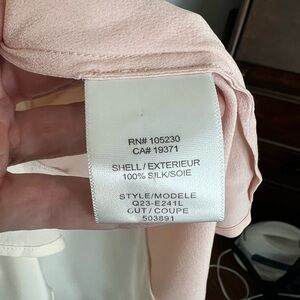 RN# 105230
CA# 19371
SHELL / EXTERIEUR
100% SILK/SOIE
STYLE/MODELE
Q23-E241L
CUT / COUPE
503891